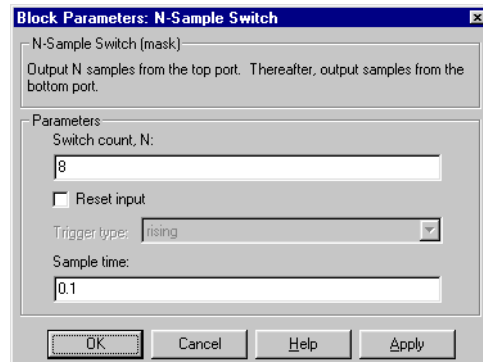 Block Parameters: N-Sample Switch
N-Sample Switch (mask)
Output N samples from the top port. Thereafter, output samples from the
bottom port.
Parameters
Switch count, N:
8
Reset input
Trigger type: rising
Sample time:
0.1
OK Cancel Help Apply